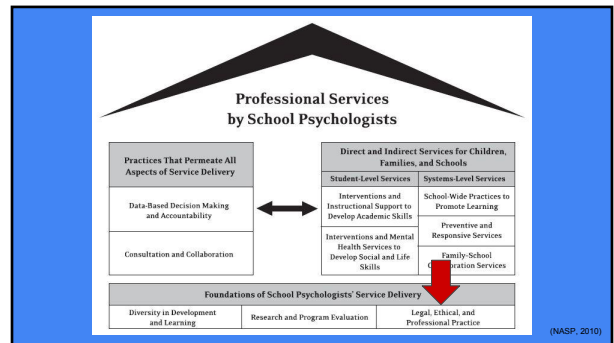 Professional Services
by School Psychologists
Practices That Permeate All
Aspects of Service Delivery
Data-Based Decision Making
and Accountability
Consultation and Collaboration
Direct and Indirect Services for Children,
Families, and Schools
Student-Level Services
Systems-Level Services
Interventions and
Instructional Support to
Develop Academic Skills
Interventions and Mental
Health Services to
Develop Social and Life
Skills
School-Wide Practices to
Promote Learning
Preventive and
Responsive Services
Family-School
Services
Foundations of School Psychologists' Service Delivery
Diversity in Development
and Learning
Research and Program Evaluation
Legal, Ethical, and
Professional Practice
(NASP, 2010)